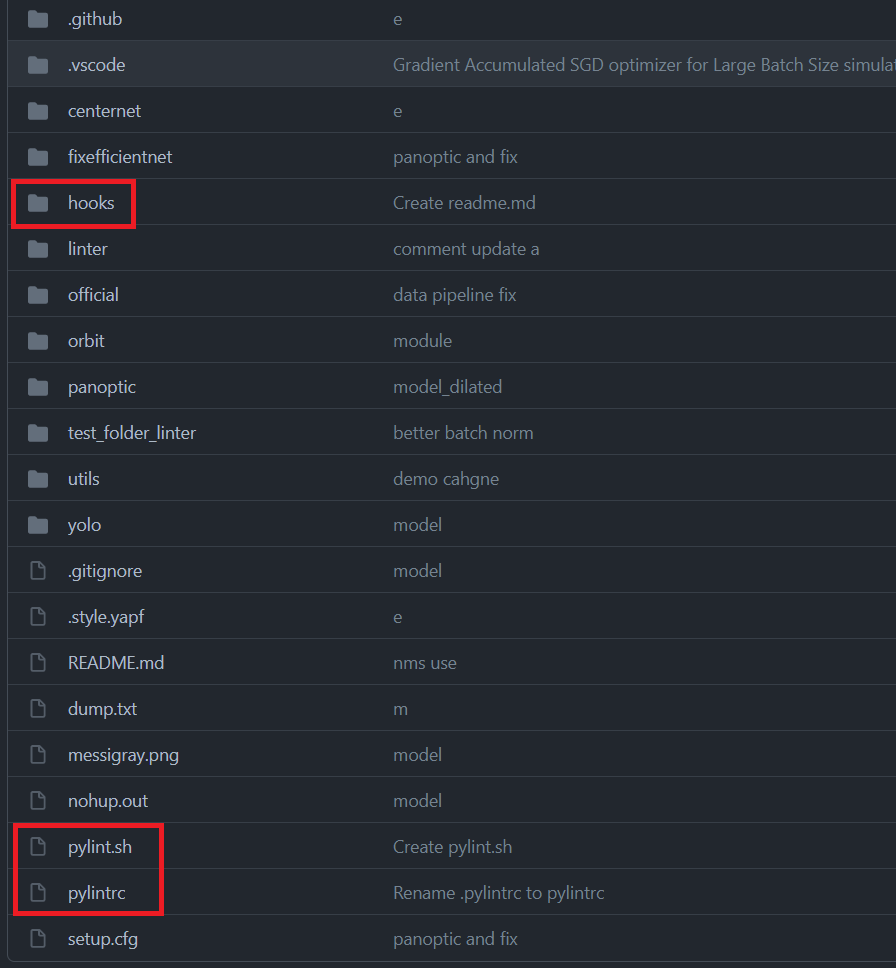 .github e
.vscode Gradient Accumulated SGD optimizer for Large Batch Size simulat
centernet e
fixefficientnet panoptic and fix
hooks Create readme.md
linter comment update a
official data pipeline fix
orbit module
panoptic model_dilated
test_folder_linter better batch norm
utils demo cahgne
yolo model
.gitignore model
.style.yapf e
README.md nms use
dump.txt m
messigray.png model
nohup.out model
pylint.sh Create pylint.sh
pylintrc Rename .pylintrc to pylintrc
setup.cfg panoptic and fix